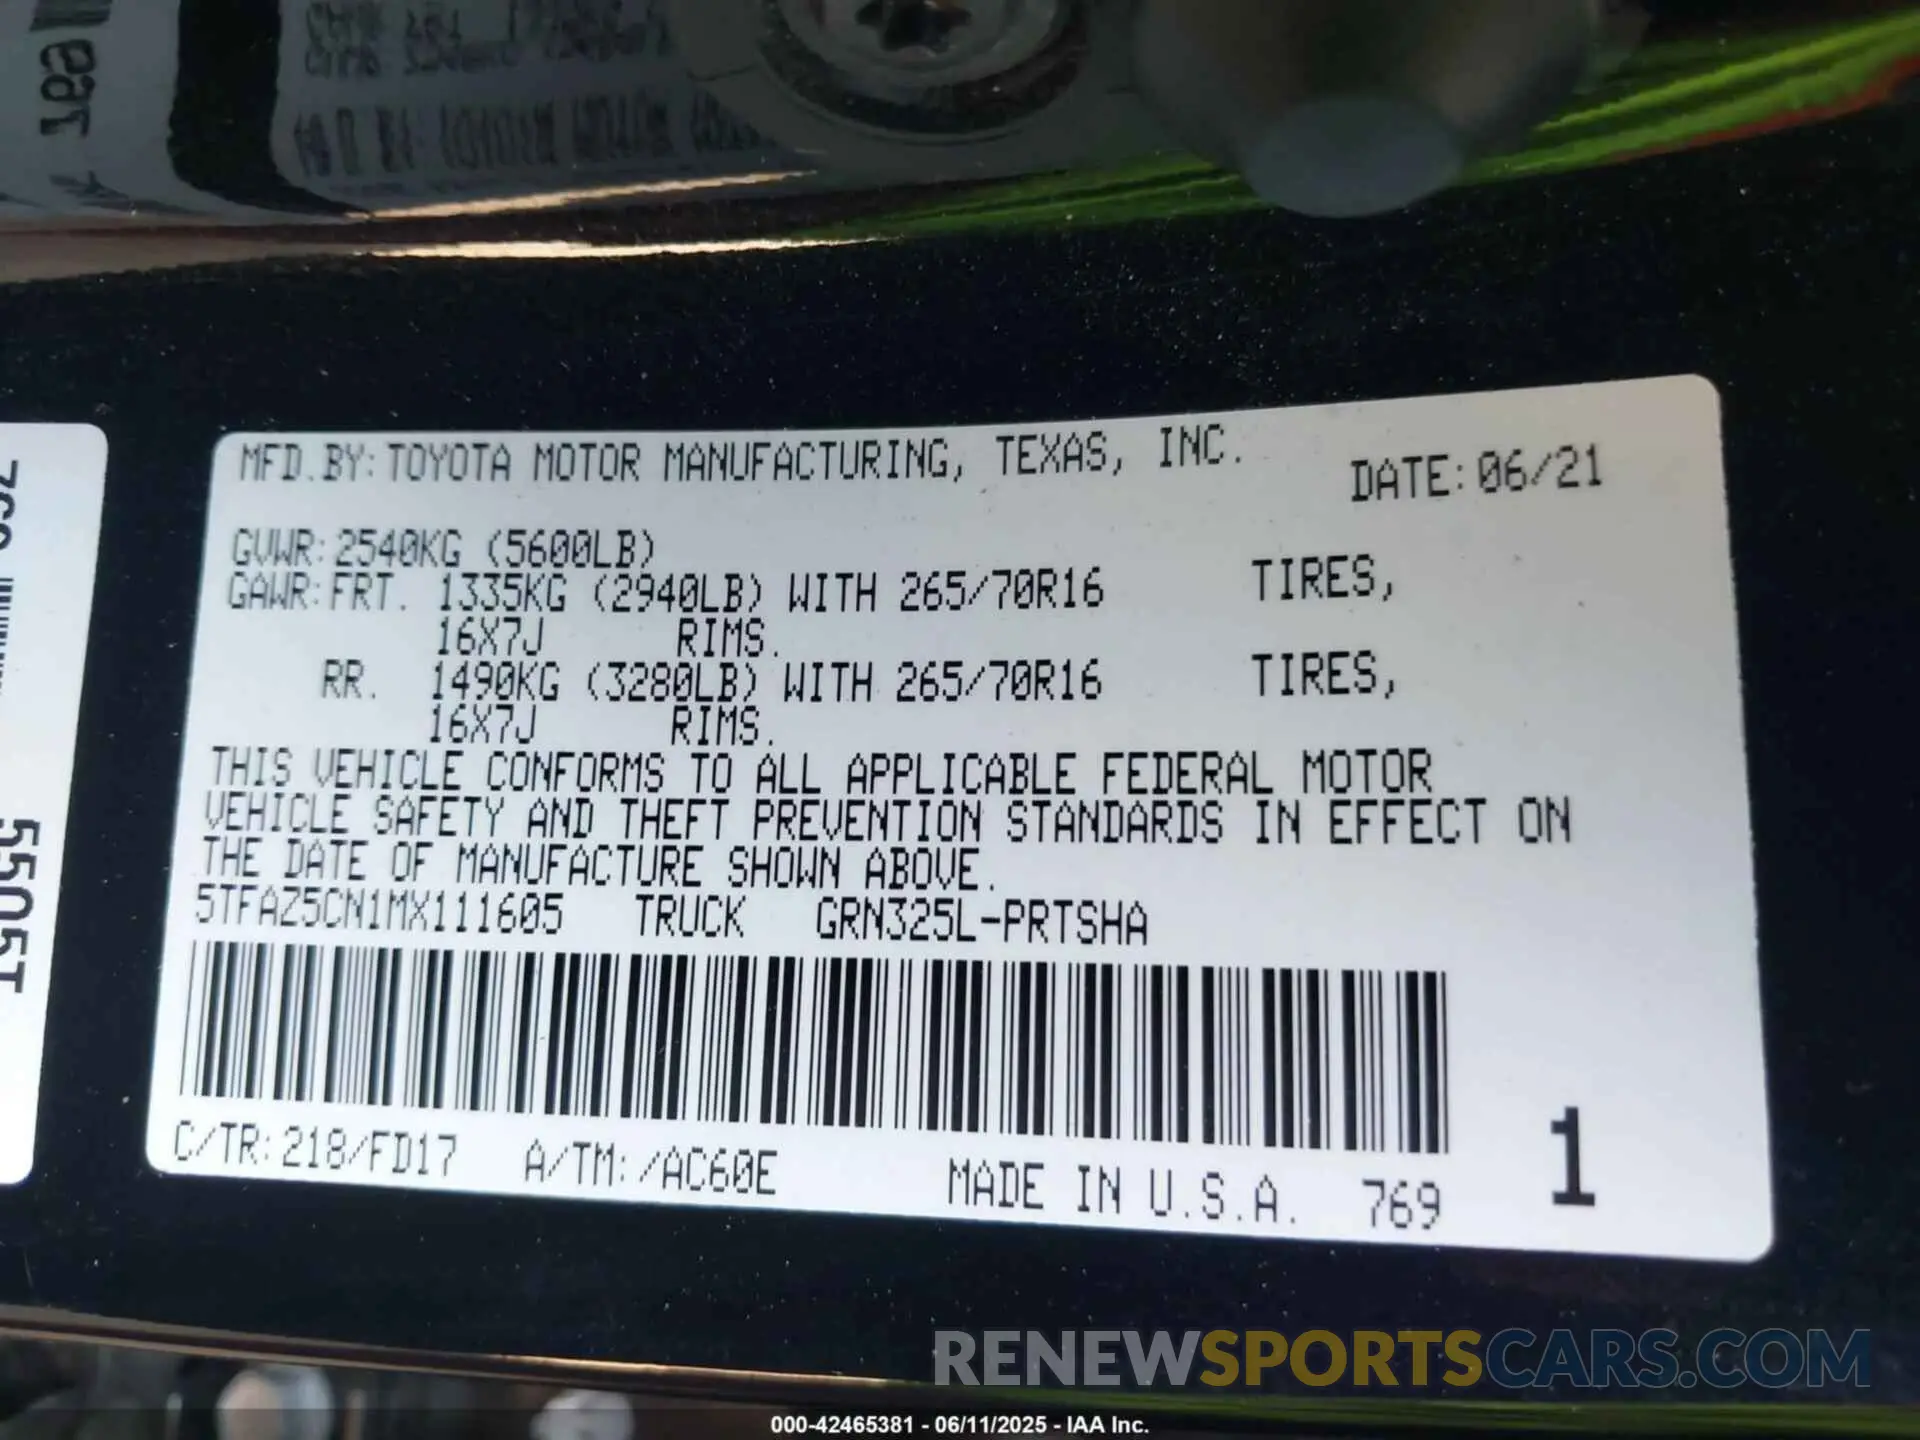 MFD.BY:TOYOTA MOTOR MANUFACTURING, TEXAS, INC. DATE:06/21
GVWR:2540KG (5600LB)
GAWR:FRT. 1335KG (2940LB) WITH 265/70R16 TIRES,
16X7J RIMS.
RR. 1490KG (3280LB) WITH 265/70R16 TIRES,
16X7J RIMS.
THIS VEHICLE CONFORMS TO ALL APPLICABLE FEDERAL MOTOR
VEHICLE SAFETY AND THEFT PREVENTION STANDARDS IN EFFECT ON
THE DATE OF MANUFACTURE SHOWN ABOVE.
5TFAZ5CN1MX111605 TRUCK GRN325L-PRTSHA
C/TR:218/FD17 A/TM:/AC60E MADE IN U.S.A. 769 1
5505T
RENEWSPORTSCARS.COM
000-42465381 - 06/11/2025 - IAA Inc.